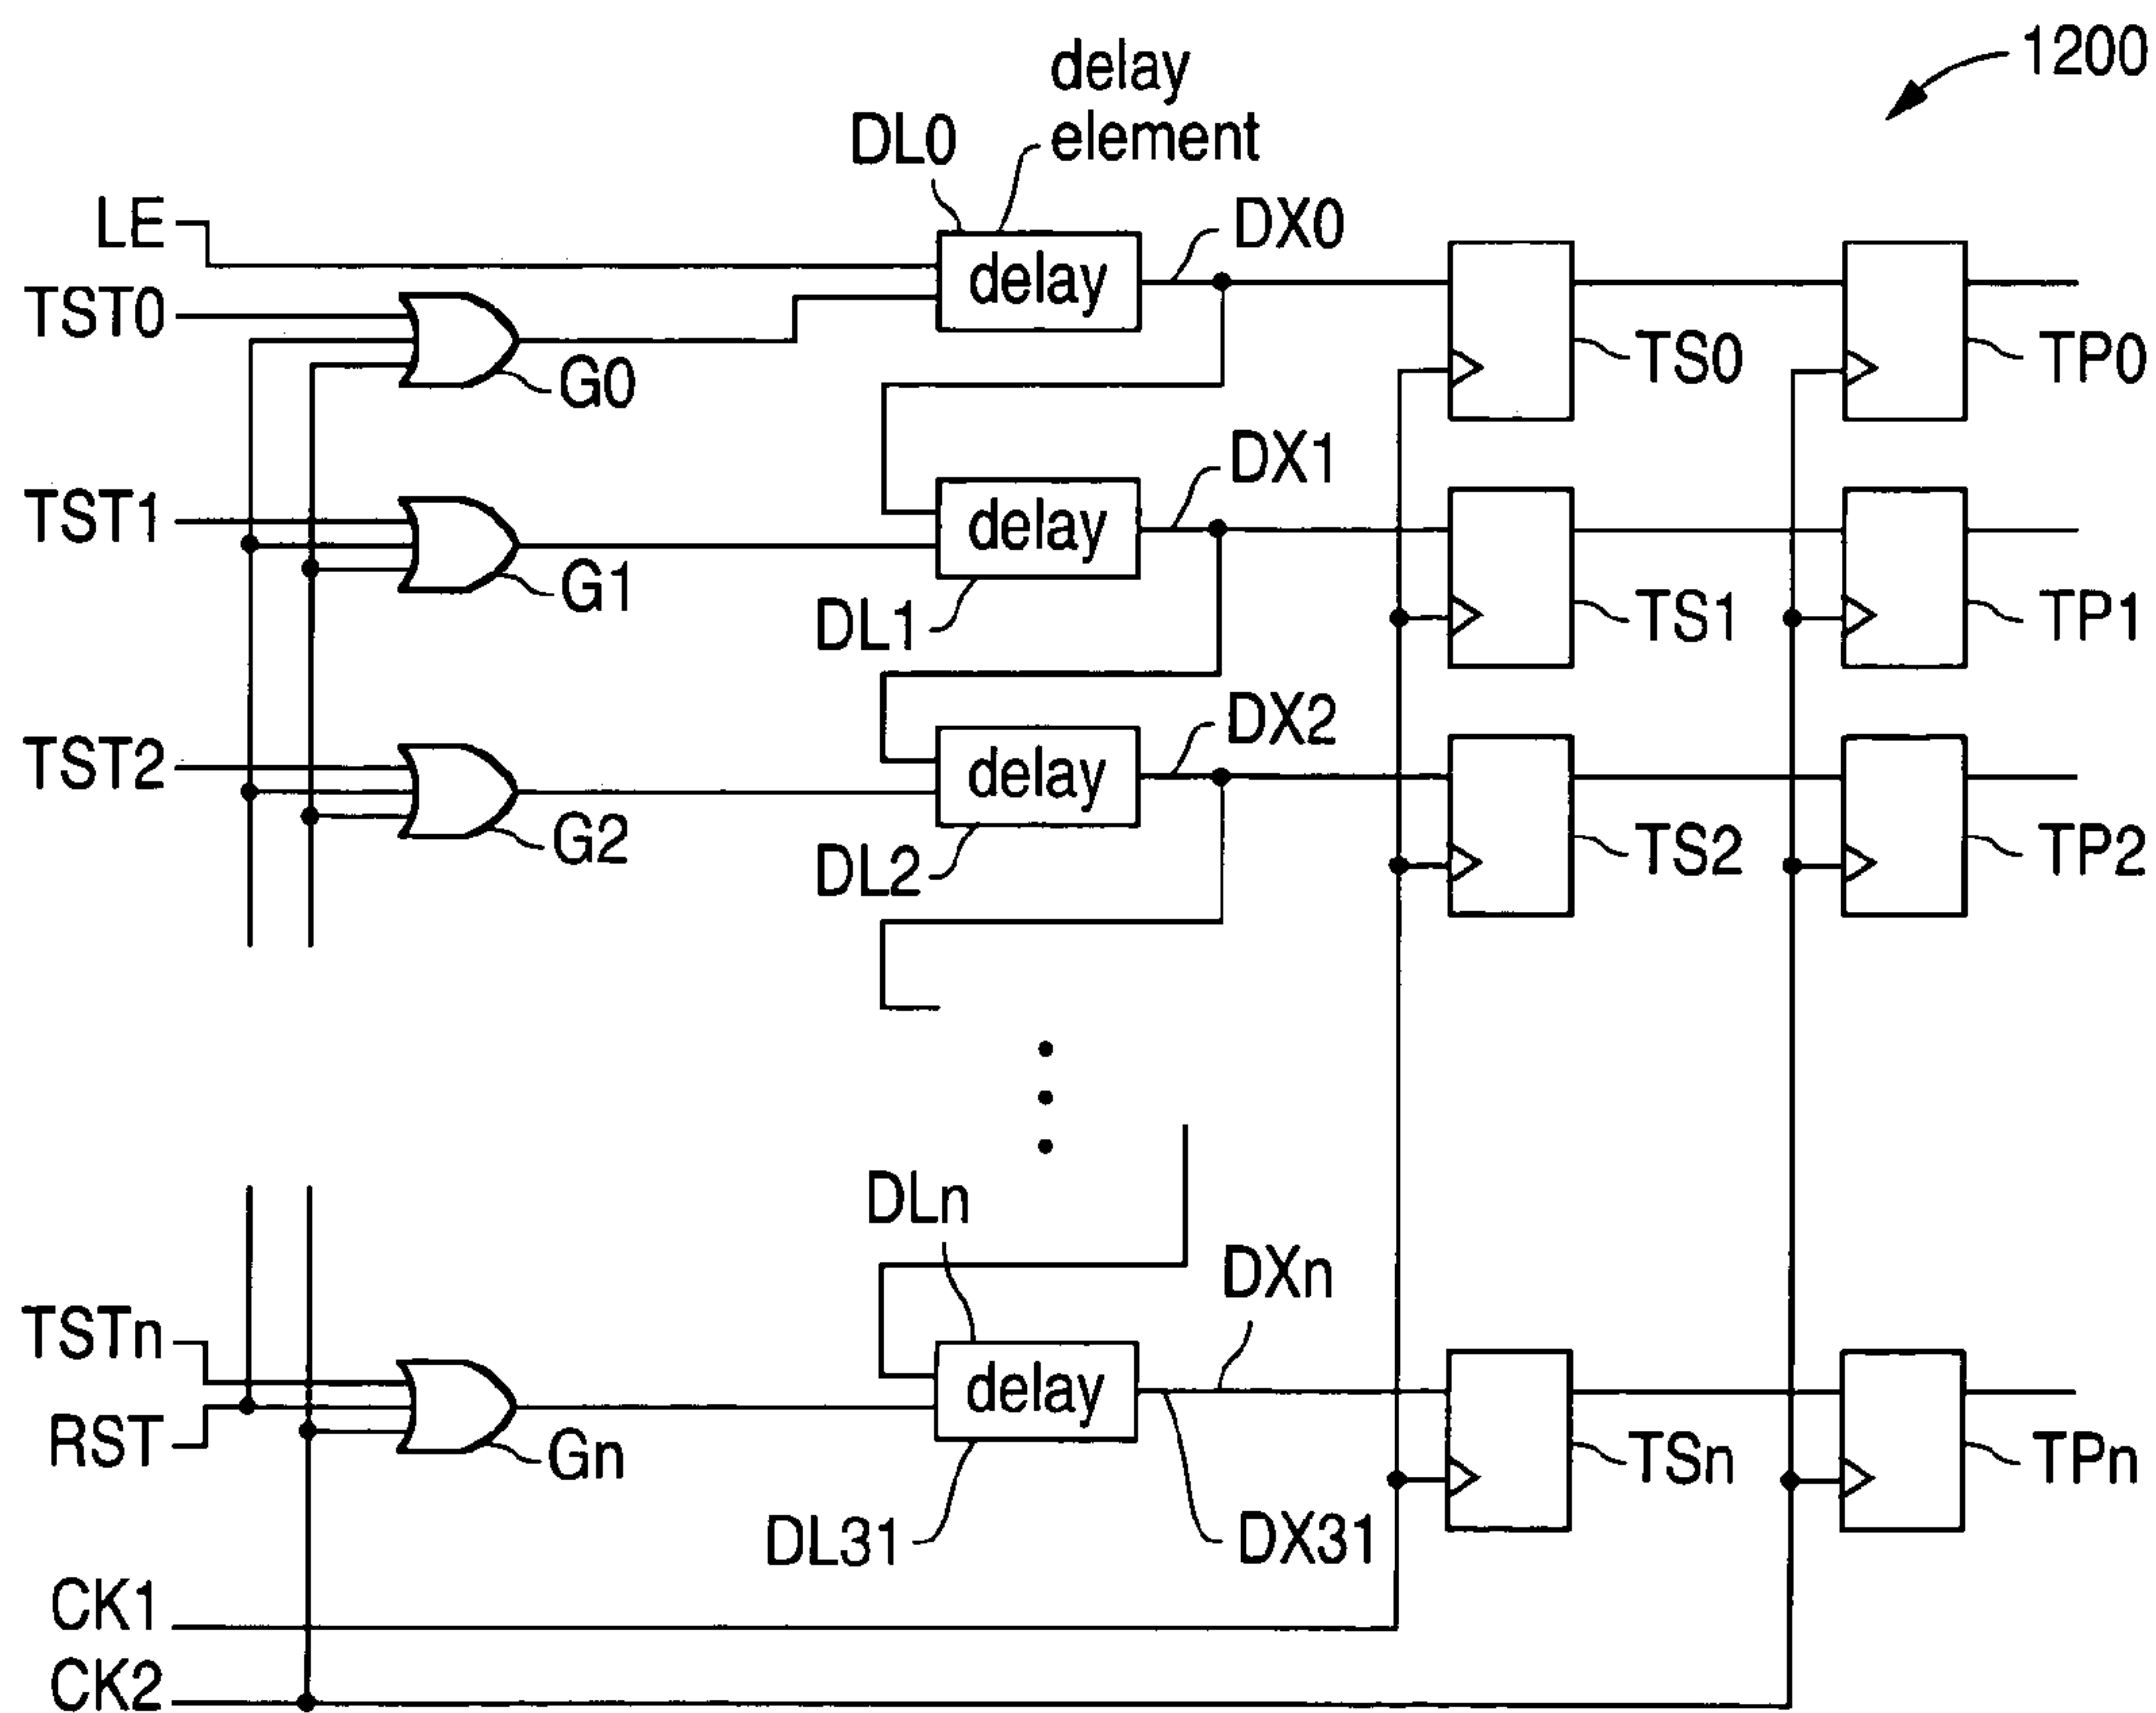 1200
delay
element
DL0
LE
DX0
delay
TST0
TS0
TP0
G0
DX1
TST1
delay
G1
DL1
TS1
TP1
DX2
TST2
delay
G2
DL2
TS2
TP2
DLn
DXn
TSTn
delay
RST
Gn
TSn
TPn
DL31
DX31
CK1
CK2